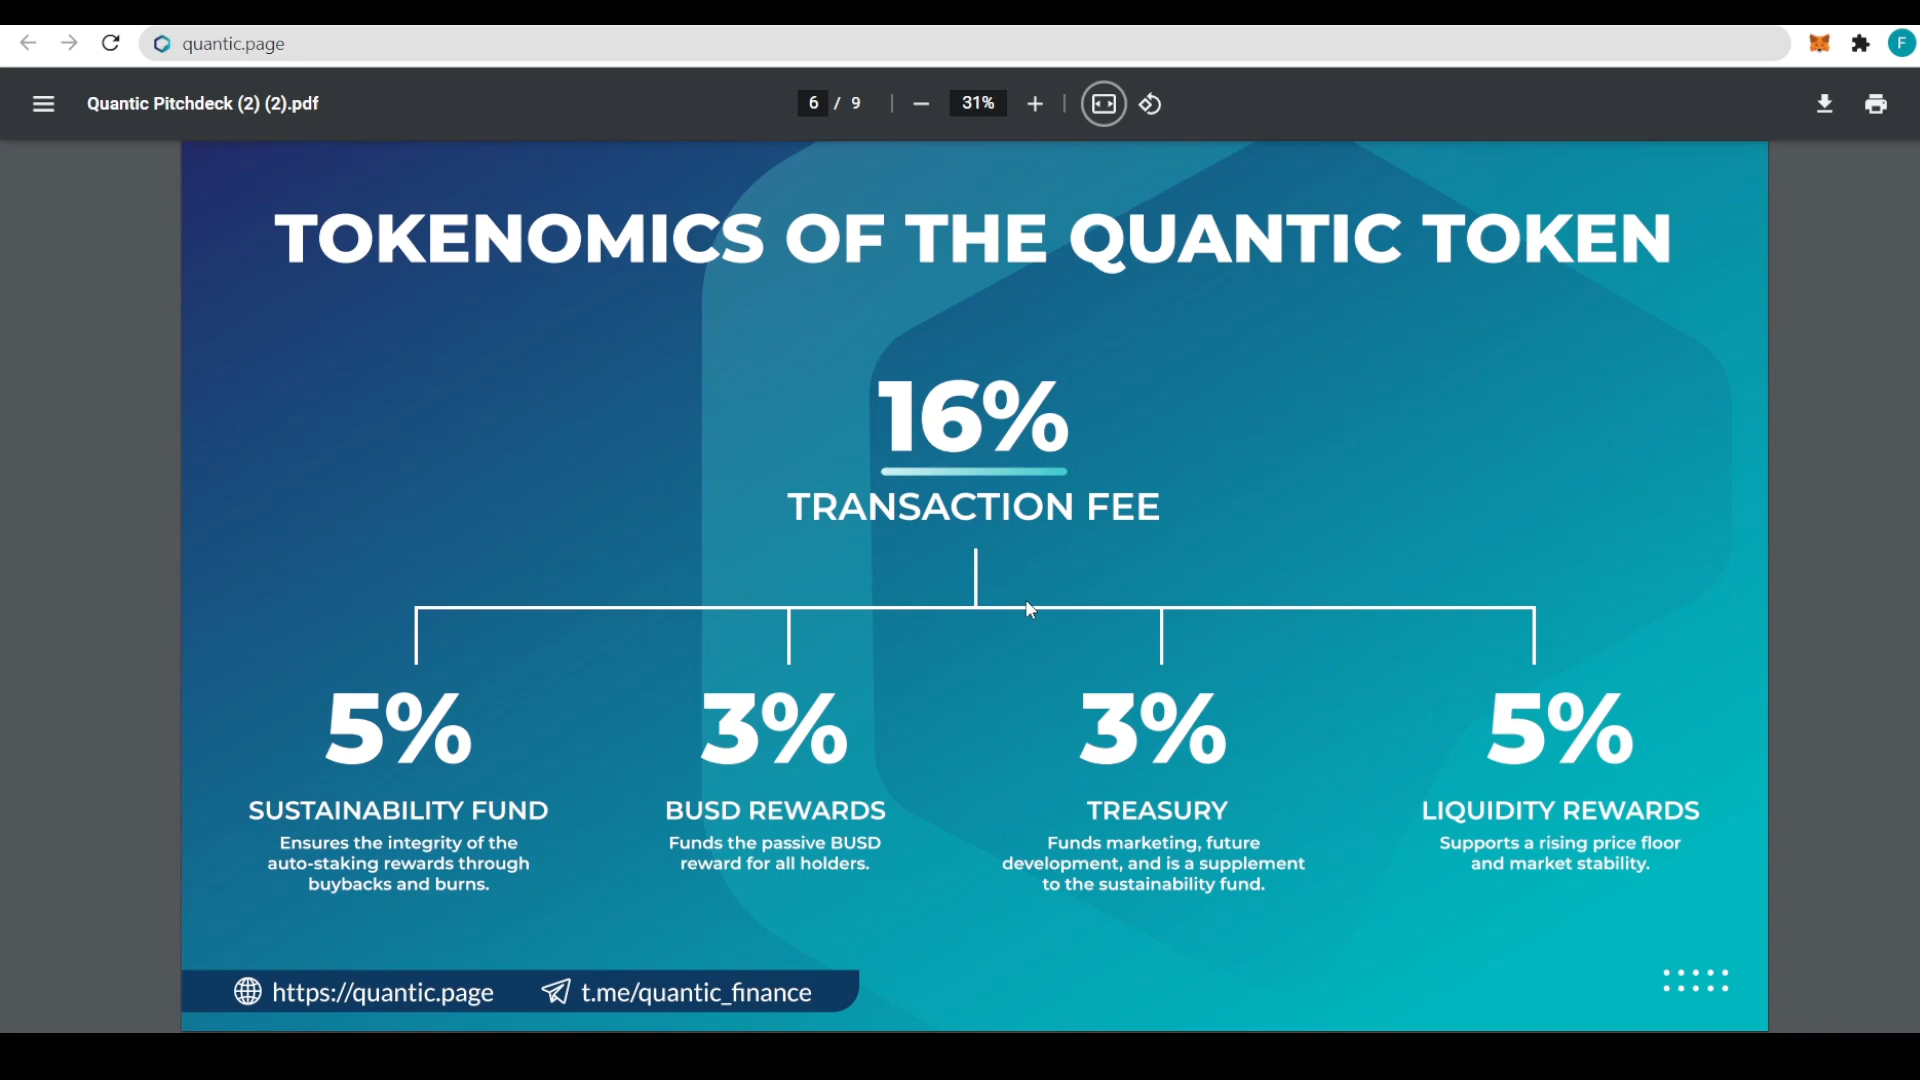 quantic.page
F
Quantic Pitchdeck (2) (2).pdf
6 / 9
31%
TOKENOMICS OF THE QUANTIC TOKEN
16%
TRANSACTION FEE
5%
SUSTAINABILITY FUND
Ensures the integrity of the
auto-staking rewards through
buybacks and burns.
3%
BUSD REWARDS
Funds the passive BUSD
reward for all holders.
3%
TREASURY
Funds marketing, future
development, and is a supplement
to the sustainability fund.
5%
LIQUIDITY REWARDS
Supports a rising price floor
and market stability.
https://quantic.page
t.me/quantic_finance